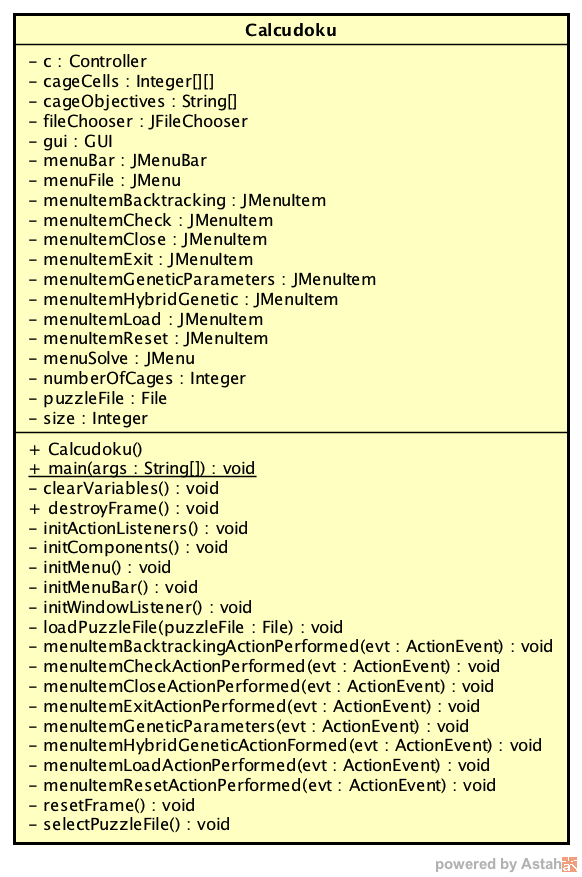 Calcudoku
- c : Controller
- cageCells : Integer[][]
- cageObjectives : String[]
- fileChooser : JFileChooser
- gui : GUI
- menuBar : JMenuBar
- menuFile : JMenu
- menuItemBacktracking : JMenuItem
- menuItemCheck : JMenuItem
- menuItemClose : JMenuItem
- menuItemExit : JMenuItem
- menuItemGeneticParameters : JMenuItem
- menuItemHybridGenetic : JMenuItem
- menuItemLoad : JMenuItem
- menuItemReset : JMenuItem
- menuSolve : JMenu
- numberOfCages : Integer
- puzzleFile : File
- size : Integer
+ Calcudoku()
+ main(args : String[]) : void
- clearVariables() : void
+ destroyFrame() : void
- initActionListeners() : void
- initComponents() : void
- initMenu() : void
- initMenuBar() : void
- initWindowListener() : void
- loadPuzzleFile(puzzleFile : File) : void
- menuItemBacktrackingActionPerformed(evt : ActionEvent) : void
- menuItemCheckActionPerformed(evt : ActionEvent) : void
- menuItemCloseActionPerformed(evt : ActionEvent) : void
- menuItemExitActionPerformed(evt : ActionEvent) : void
- menuItemGeneticParameters(evt : ActionEvent) : void
- menuItemHybridGeneticActionFormed(evt : ActionEvent) : void
- menuItemLoadActionPerformed(evt : ActionEvent) : void
- menuItemResetActionPerformed(evt : ActionEvent) : void
- resetFrame() : void
- selectPuzzleFile() : void
powered by Astah